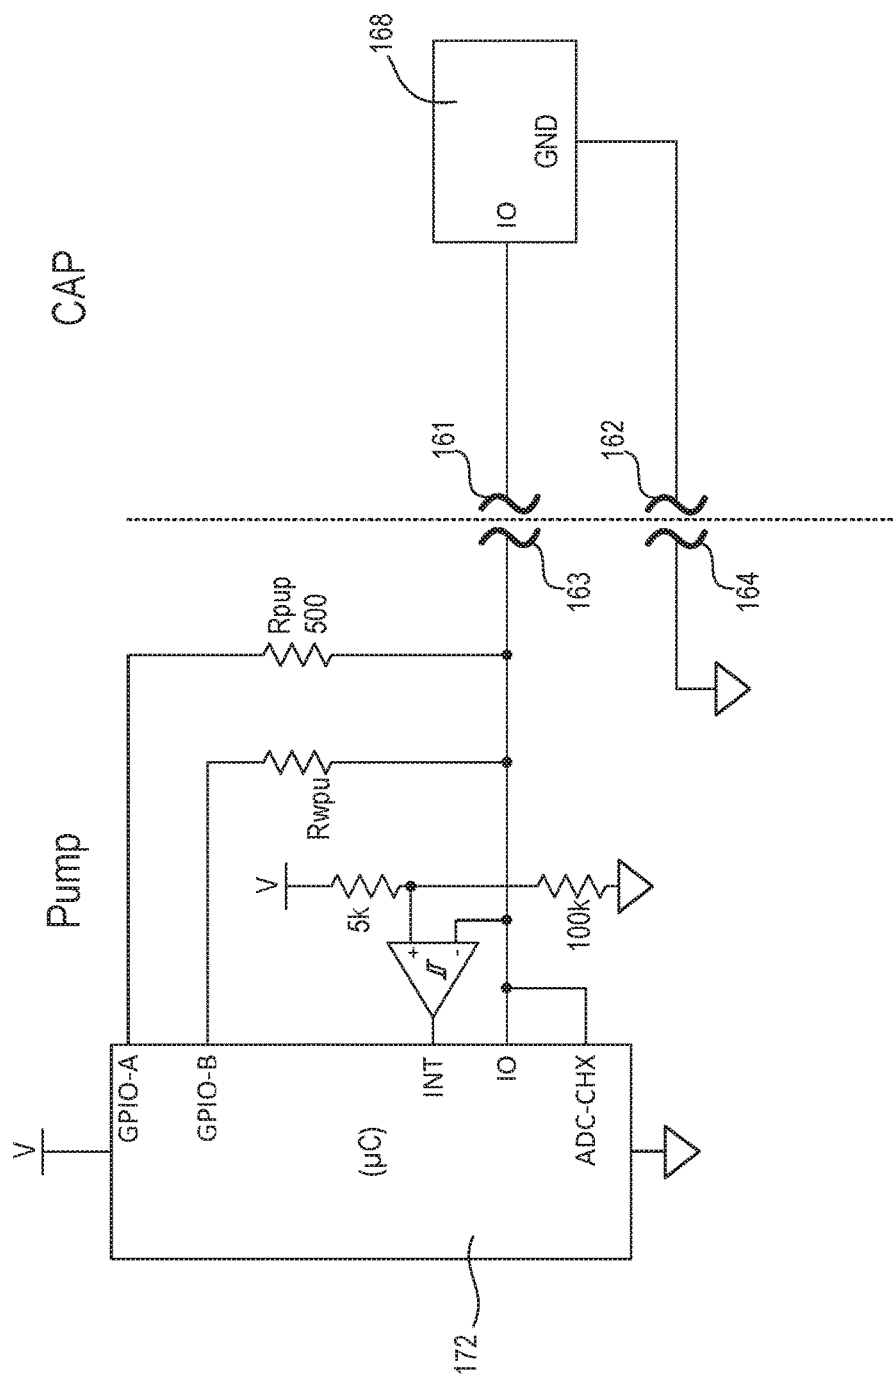 Pump
CAP
V
GPIO-A
GPIO-B
(µC)
INT
IO
ADC-CHX
172
V
5k
100k
+
-
Rwpu
Rpup
500
161
163
162
164
IO
GND
168